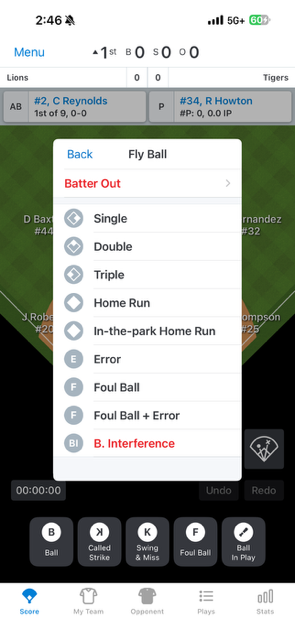 2:46 5G+ 60
Menu ▲1st B 0 S 0 O 0
Lions 0 0 Tigers
AB #2, C Reynolds P #34, R Howton
1st of 9, 0-0 #P: 0, 0.0 IP
Back Fly Ball
Batter Out
D Baxt
#44
rnandez
#32
Single
Double
Triple
Home Run
In-the-park Home Run
J Robe
#20
ompson
#25
E Error
F Foul Ball
F Foul Ball + Error
BI B. Interference
00:00:00 Undo Redo
B K K F
Ball Called Strike Swing & Miss Foul Ball Ball In Play
Score My Team Opponent Plays Stats